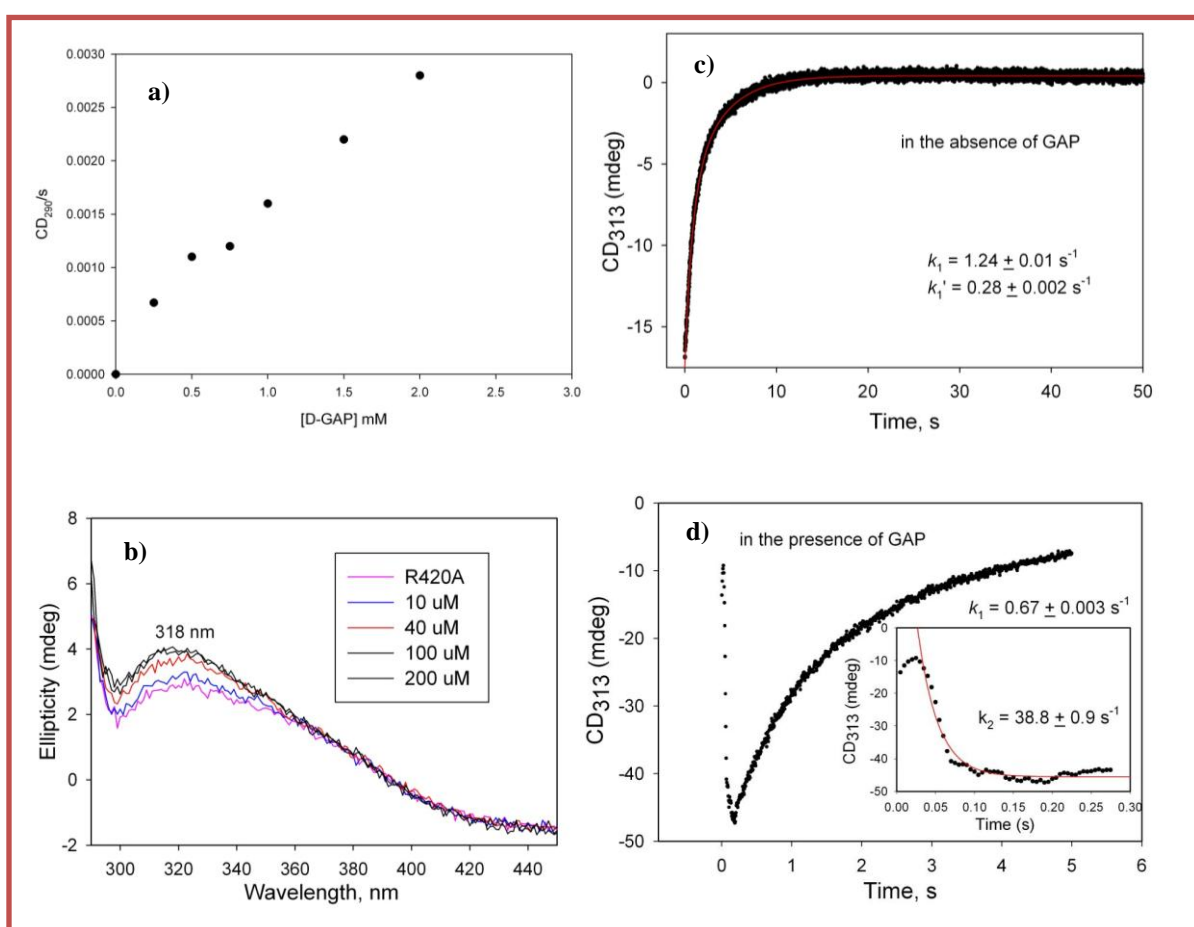 a)
0.0030
0.0025
0.0020
0.0015
0.0010
0.0005
0.0000
CD290/s
0.0 0.5 1.0 1.5 2.0 2.5 3.0
[D-GAP] mM
c)
0
-5
-10
-15
CD313 (mdeg)
in the absence of GAP
k1 = 1.24 ± 0.01 s-1
k1' = 0.28 ± 0.002 s-1
0 10 20 30 40 50
Time, s
b)
8
6
4
2
0
-2
Ellipticity (mdeg)
318 nm
R420A
10 uM
40 uM
100 uM
200 uM
300 320 340 360 380 400 420 440
Wavelength, nm
d)
0
-10
-20
-30
-40
-50
CD313 (mdeg)
in the presence of GAP
k1 = 0.67 ± 0.003 s-1
0
-10
-20
-30
-40
-50
CD313 (mdeg)
k2 = 38.8 ± 0.9 s-1
0.00 0.05 0.10 0.15 0.20 0.25 0.30
Time (s)
0 1 2 3 4 5 6
Time, s